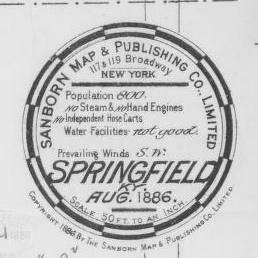 SANBORN MAP & PUBLISHING CO., LIMITED
117 & 119 Broadway
NEW YORK
Population 600.
No Steam & No Hand Engines
No Independent Hose Carts
Water Facilities not good.
Prevailing Winds S.W.
SPRINGFIELD
KY.
AUG. 1886.
SCALE 50 FT. TO AN INCH.
COPYRIGHT 1886 BY THE SANBORN MAP & PUBLISHING CO. LIMITED